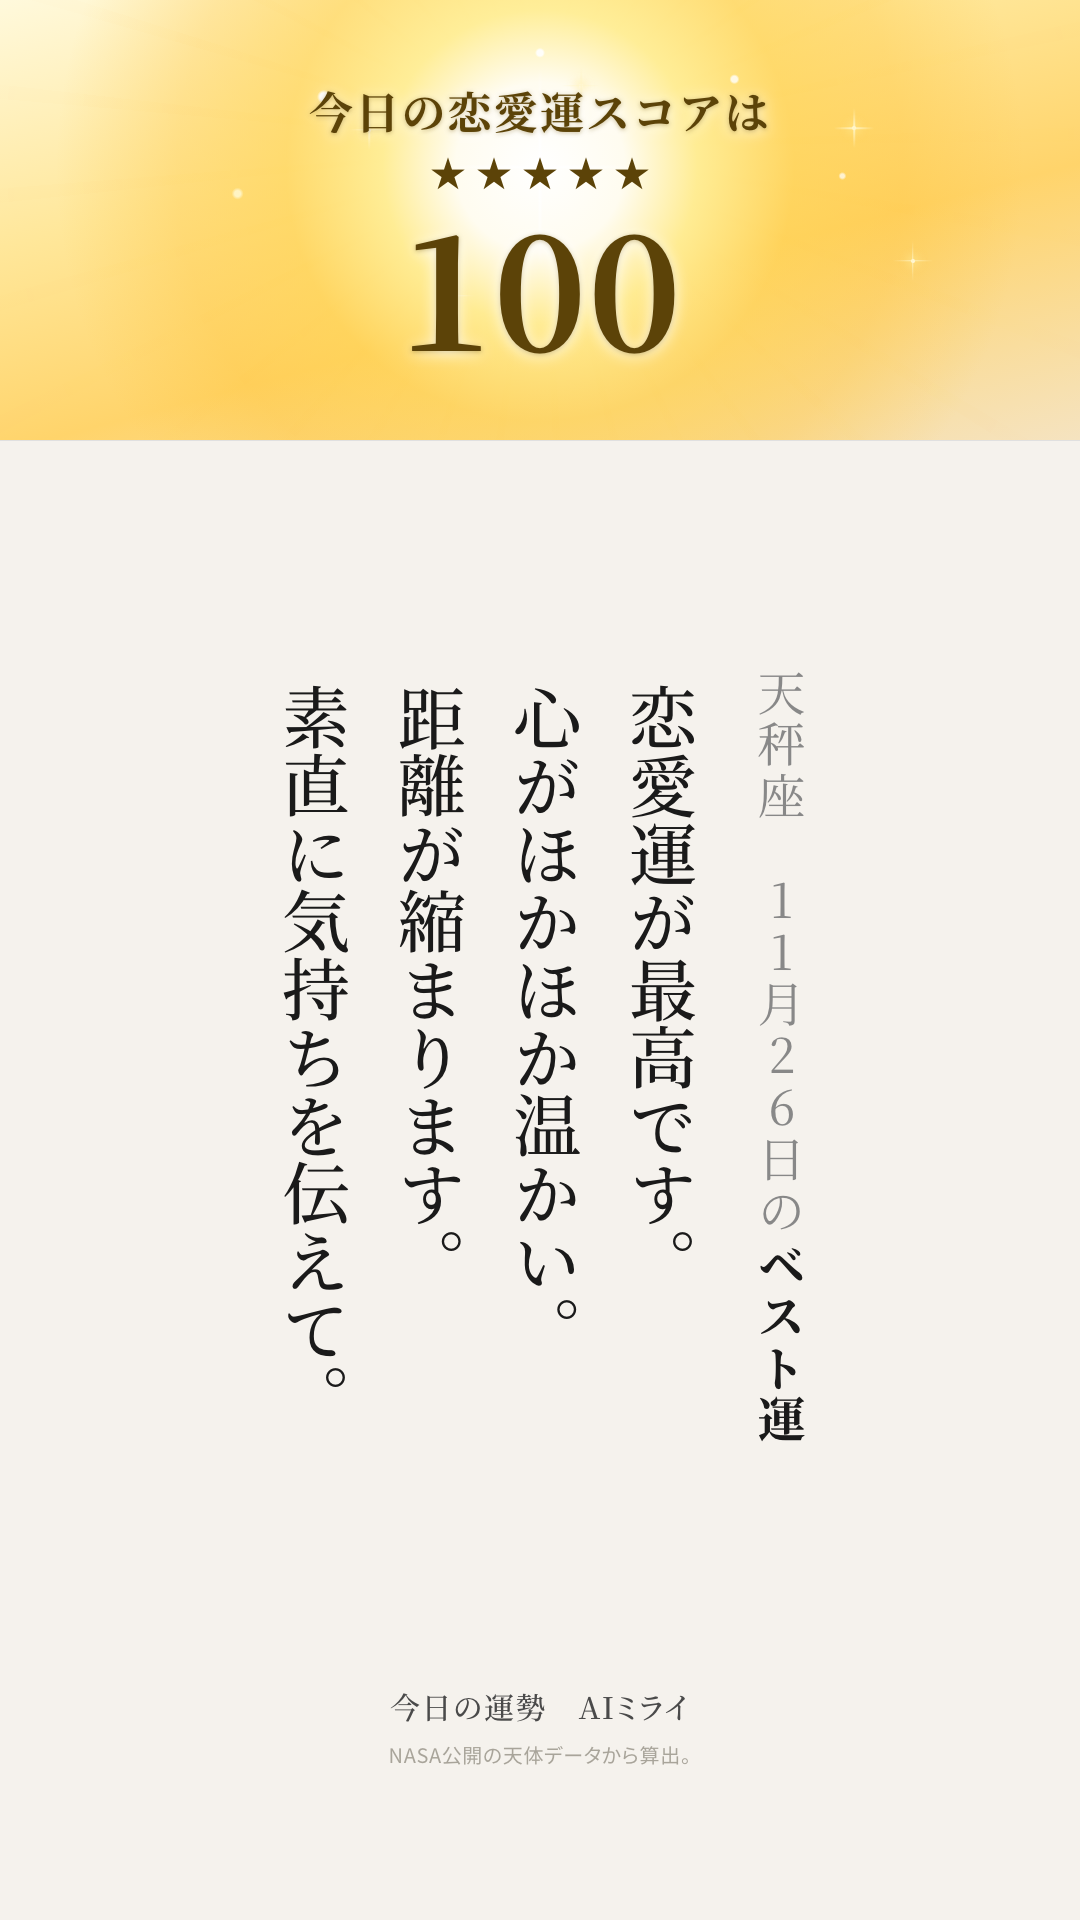 今日の恋愛運スコアは
★★★★★
100
天秤座　11月26日のベスト運
恋愛運が最高です。
心がほかほか温かい。
距離が縮まります。
素直に気持ちを伝えて。
今日の運勢　AIミライ
NASA公開の天体データから算出。